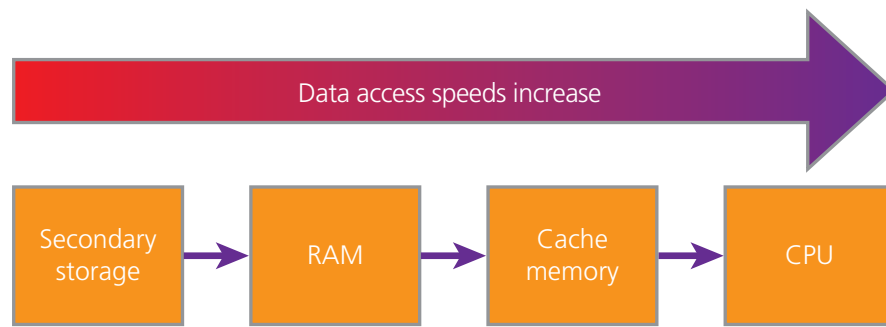 Data access speeds increase
Secondary
storage
RAM
Cache
memory
CPU